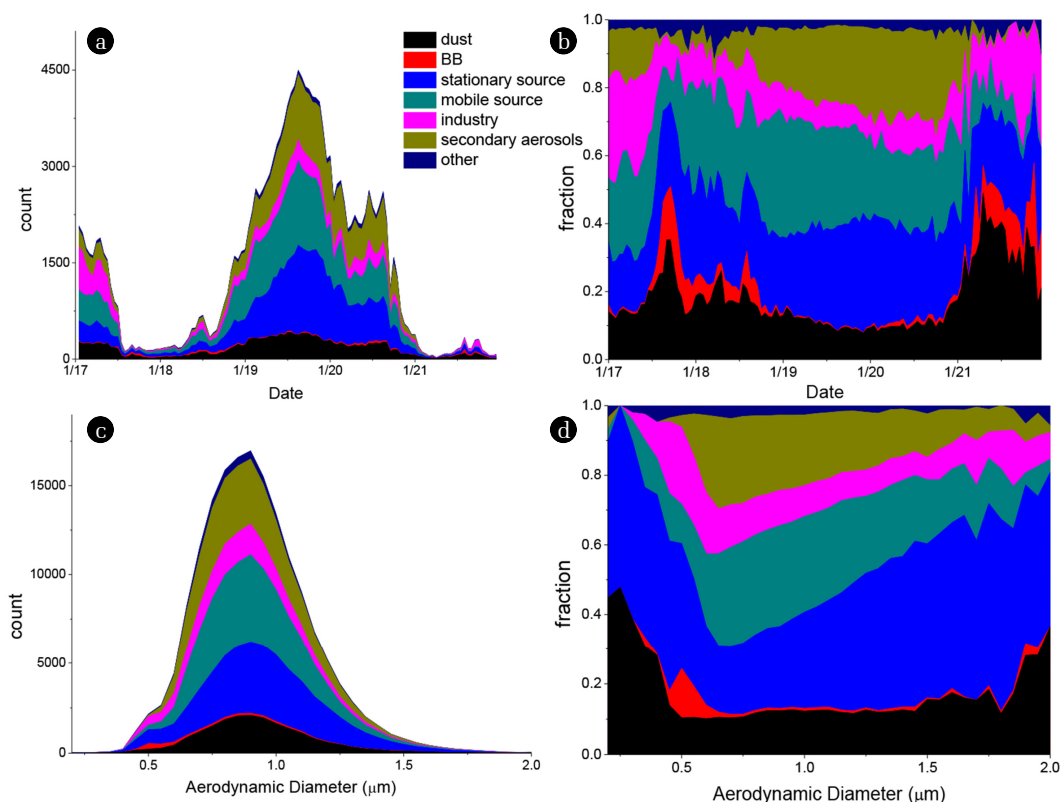 a
count
4500
3000
1500
0
1/17
1/18
1/19
1/20
1/21
Date
dust
BB
stationary source
mobile source
industry
secondary aerosols
other
b
fraction
1.0
0.8
0.6
0.4
0.2
0.0
1/17
1/18
1/19
1/20
1/21
Date
c
count
15000
10000
5000
0
0.5
1.0
1.5
2.0
Aerodynamic Diameter (μm)
d
fraction
1.0
0.8
0.6
0.4
0.2
0.0
0.5
1.0
1.5
2.0
Aerodynamic Diameter (μm)